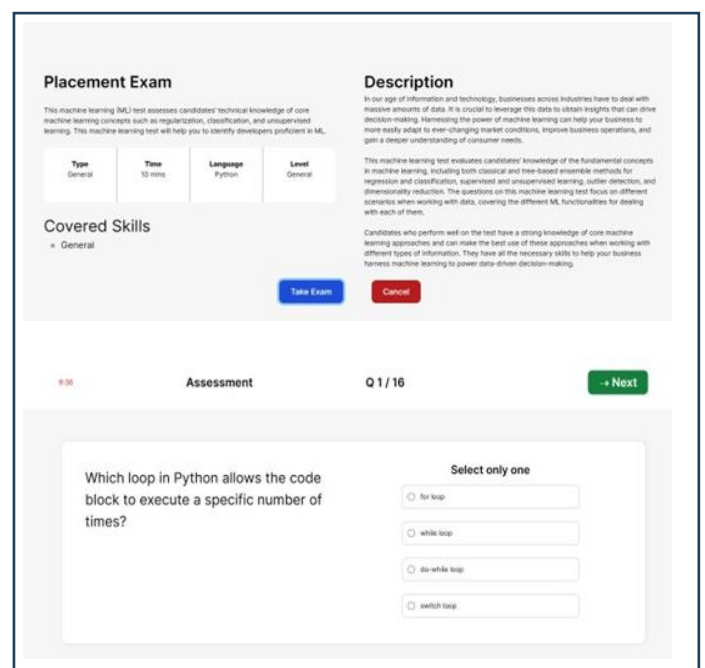 Placement Exam
This machine learning (ML) test assesses candidates' technical knowledge of core
machine learning concepts such as regularization, classification, and unsupervised
learning. This machine learning test will help you to identify developers proficient in ML.
Type
General
Time
10 mins
Language
Python
Level
General
Covered Skills
General
Description
In our age of information and technology, businesses across industries have to deal with
massive amounts of data. It is crucial to leverage this data to obtain insights that can drive
decision-making. Harnessing the power of machine learning can help your business to
more easily adapt to ever-changing market conditions, improve business operations, and
gain a deeper understanding of consumer needs.
This machine learning test evaluates candidates' knowledge of the fundamental concepts
in machine learning, including both classical and tree-based ensemble methods for
regression and classification, supervised and unsupervised learning, outlier detection, and
dimensionality reduction. The questions on this machine learning test focus on different
scenarios when working with data, covering the different ML functionalities for dealing
with each of them.
Candidates who perform well on the test have a strong knowledge of core machine
learning approaches and can make the best use of these approaches when working with
different types of information. They have all the necessary skills to help your business
harness machine learning to power data-driven decision-making.
Take Exam
Cancel
Assessment
Q 1 / 16
→ Next
Which loop in Python allows the code
block to execute a specific number of
times?
Select only one
for loop
while loop
do-while loop
switch loop